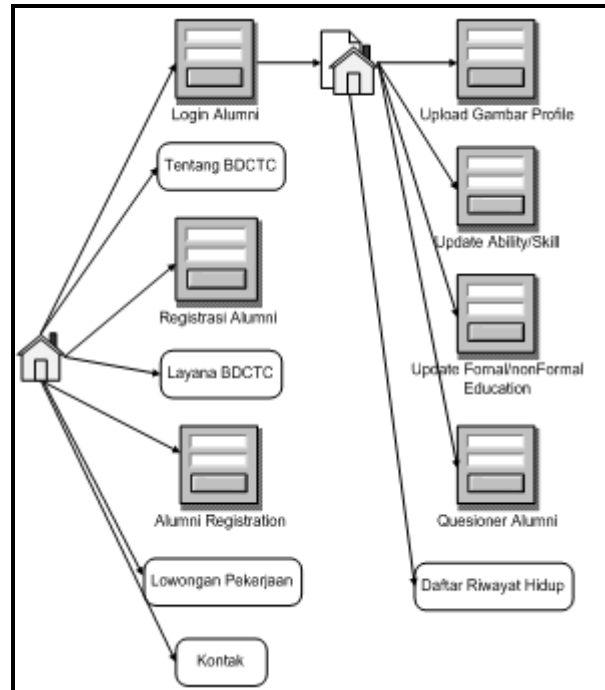 Login Alumni
Upload Gambar Profile
Tentang BDCTC
Update Ability/Skill
Registrasi Alumni
Layana BDCTC
Update Fornal/nonFormal
Education
Alumni Registration
Quesioner Alumni
Lowongan Pekerjaan
Daftar Riwayat Hidup
Kontak